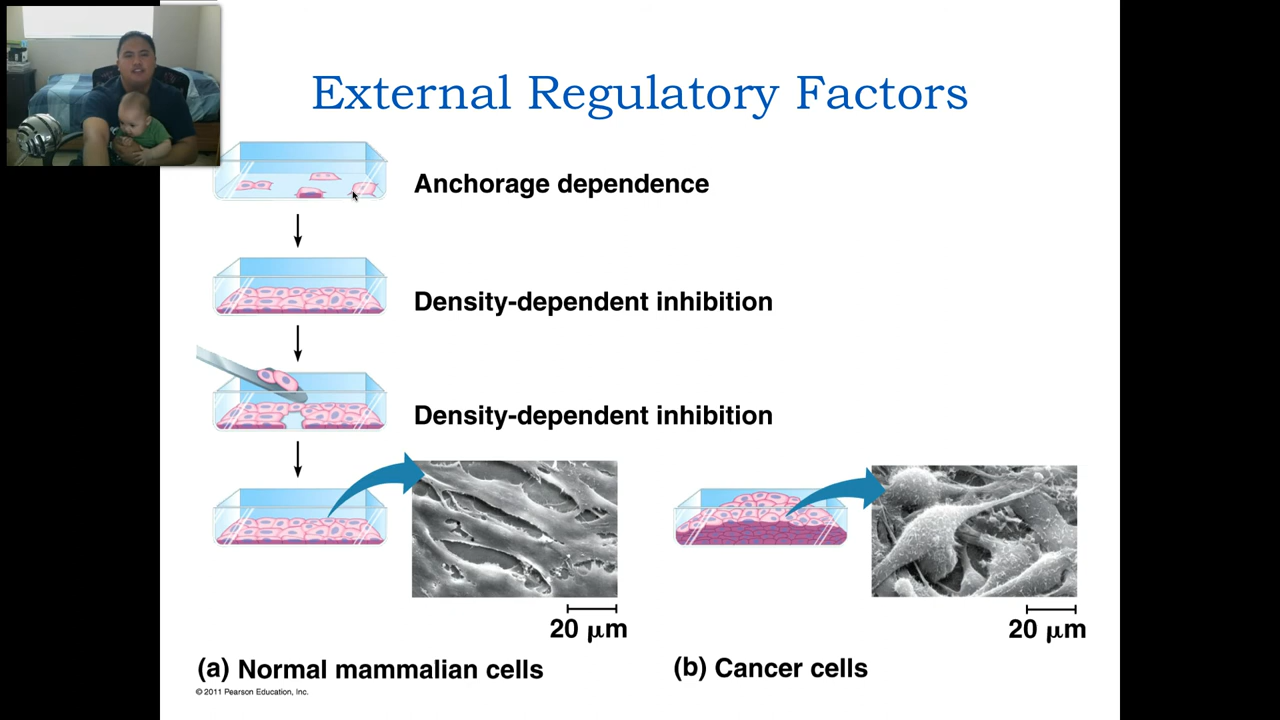 External Regulatory Factors
Anchorage dependence
Density-dependent inhibition
Density-dependent inhibition
20 μm
20 μm
(a) Normal mammalian cells
(b) Cancer cells
© 2011 Pearson Education, Inc.